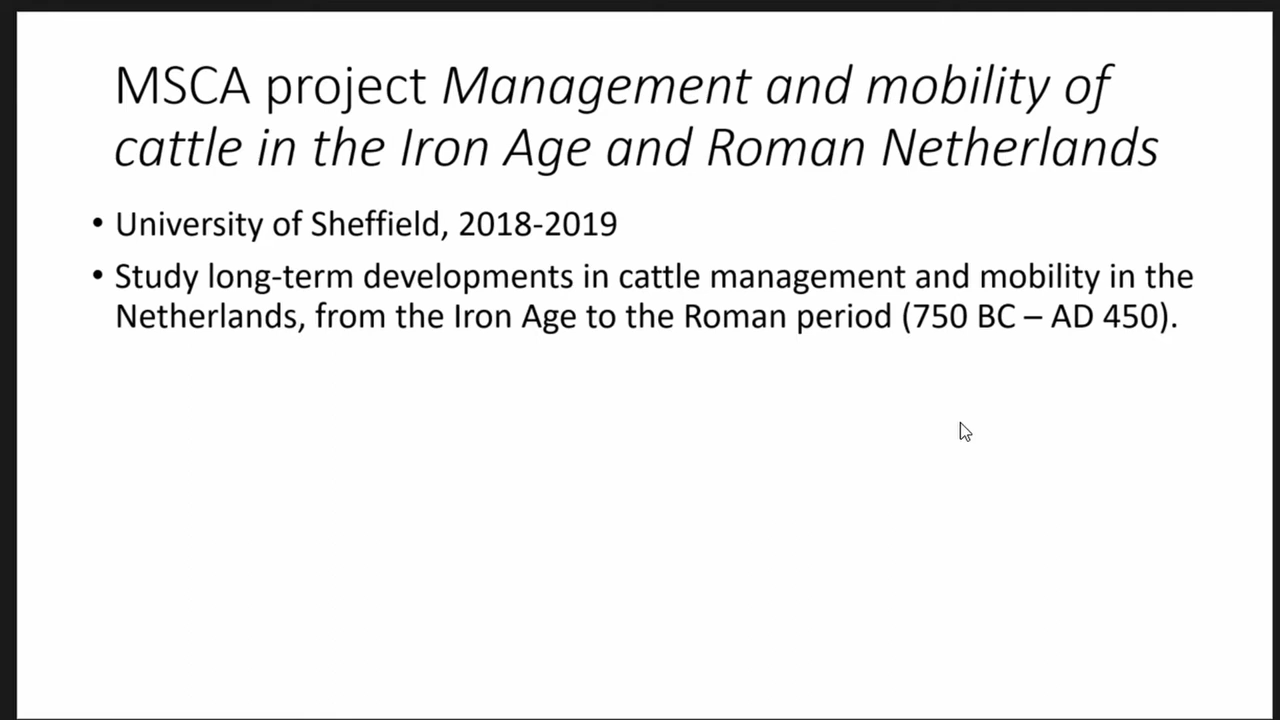 MSCA project Management and mobility of
cattle in the Iron Age and Roman Netherlands
• University of Sheffield, 2018-2019
• Study long-term developments in cattle management and mobility in the
Netherlands, from the Iron Age to the Roman period (750 BC – AD 450).